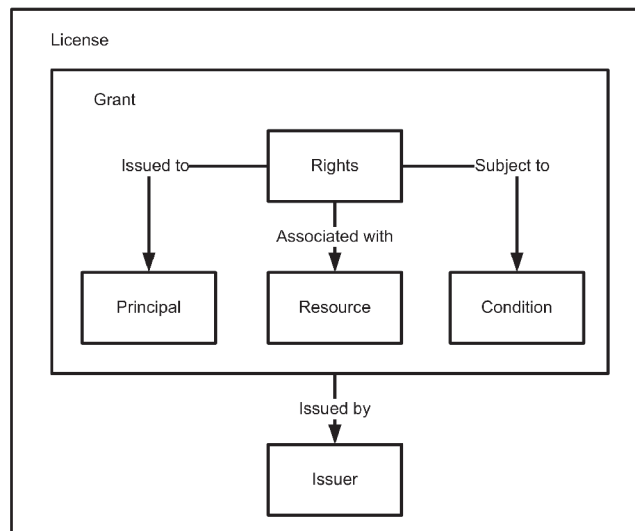 License
Grant
Rights
Issued to
Subject to
Associated with
Principal
Resource
Condition
Issued by
Issuer